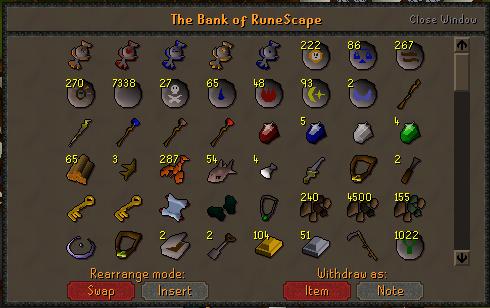 The Bank of RuneScape
Close Window
222 86 267
270 7338 27 65 48 93 2
5 4
65 3 287 54 4 2
240 4500 155
2 2 104 51 1022
Rearrange mode:
Withdraw as:
Swap Insert Item Note